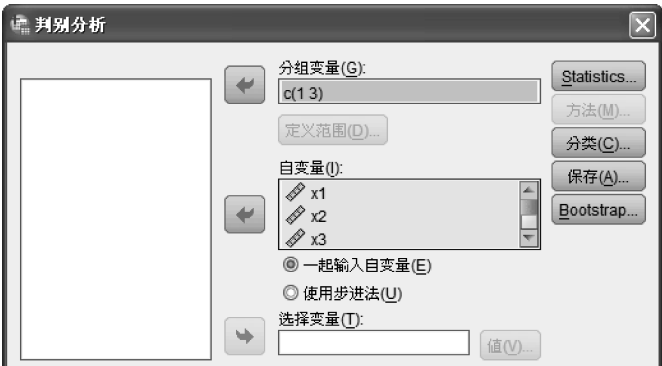 判别分析
分组变量(G):
c(1 3)
定义范围(D)...
自变量(I):
x1
x2
x3
一起输入自变量(E)
使用步进法(U)
选择变量(T):
值(V)...
Statistics...
方法(M)...
分类(C)...
保存(A)...
Bootstrap...